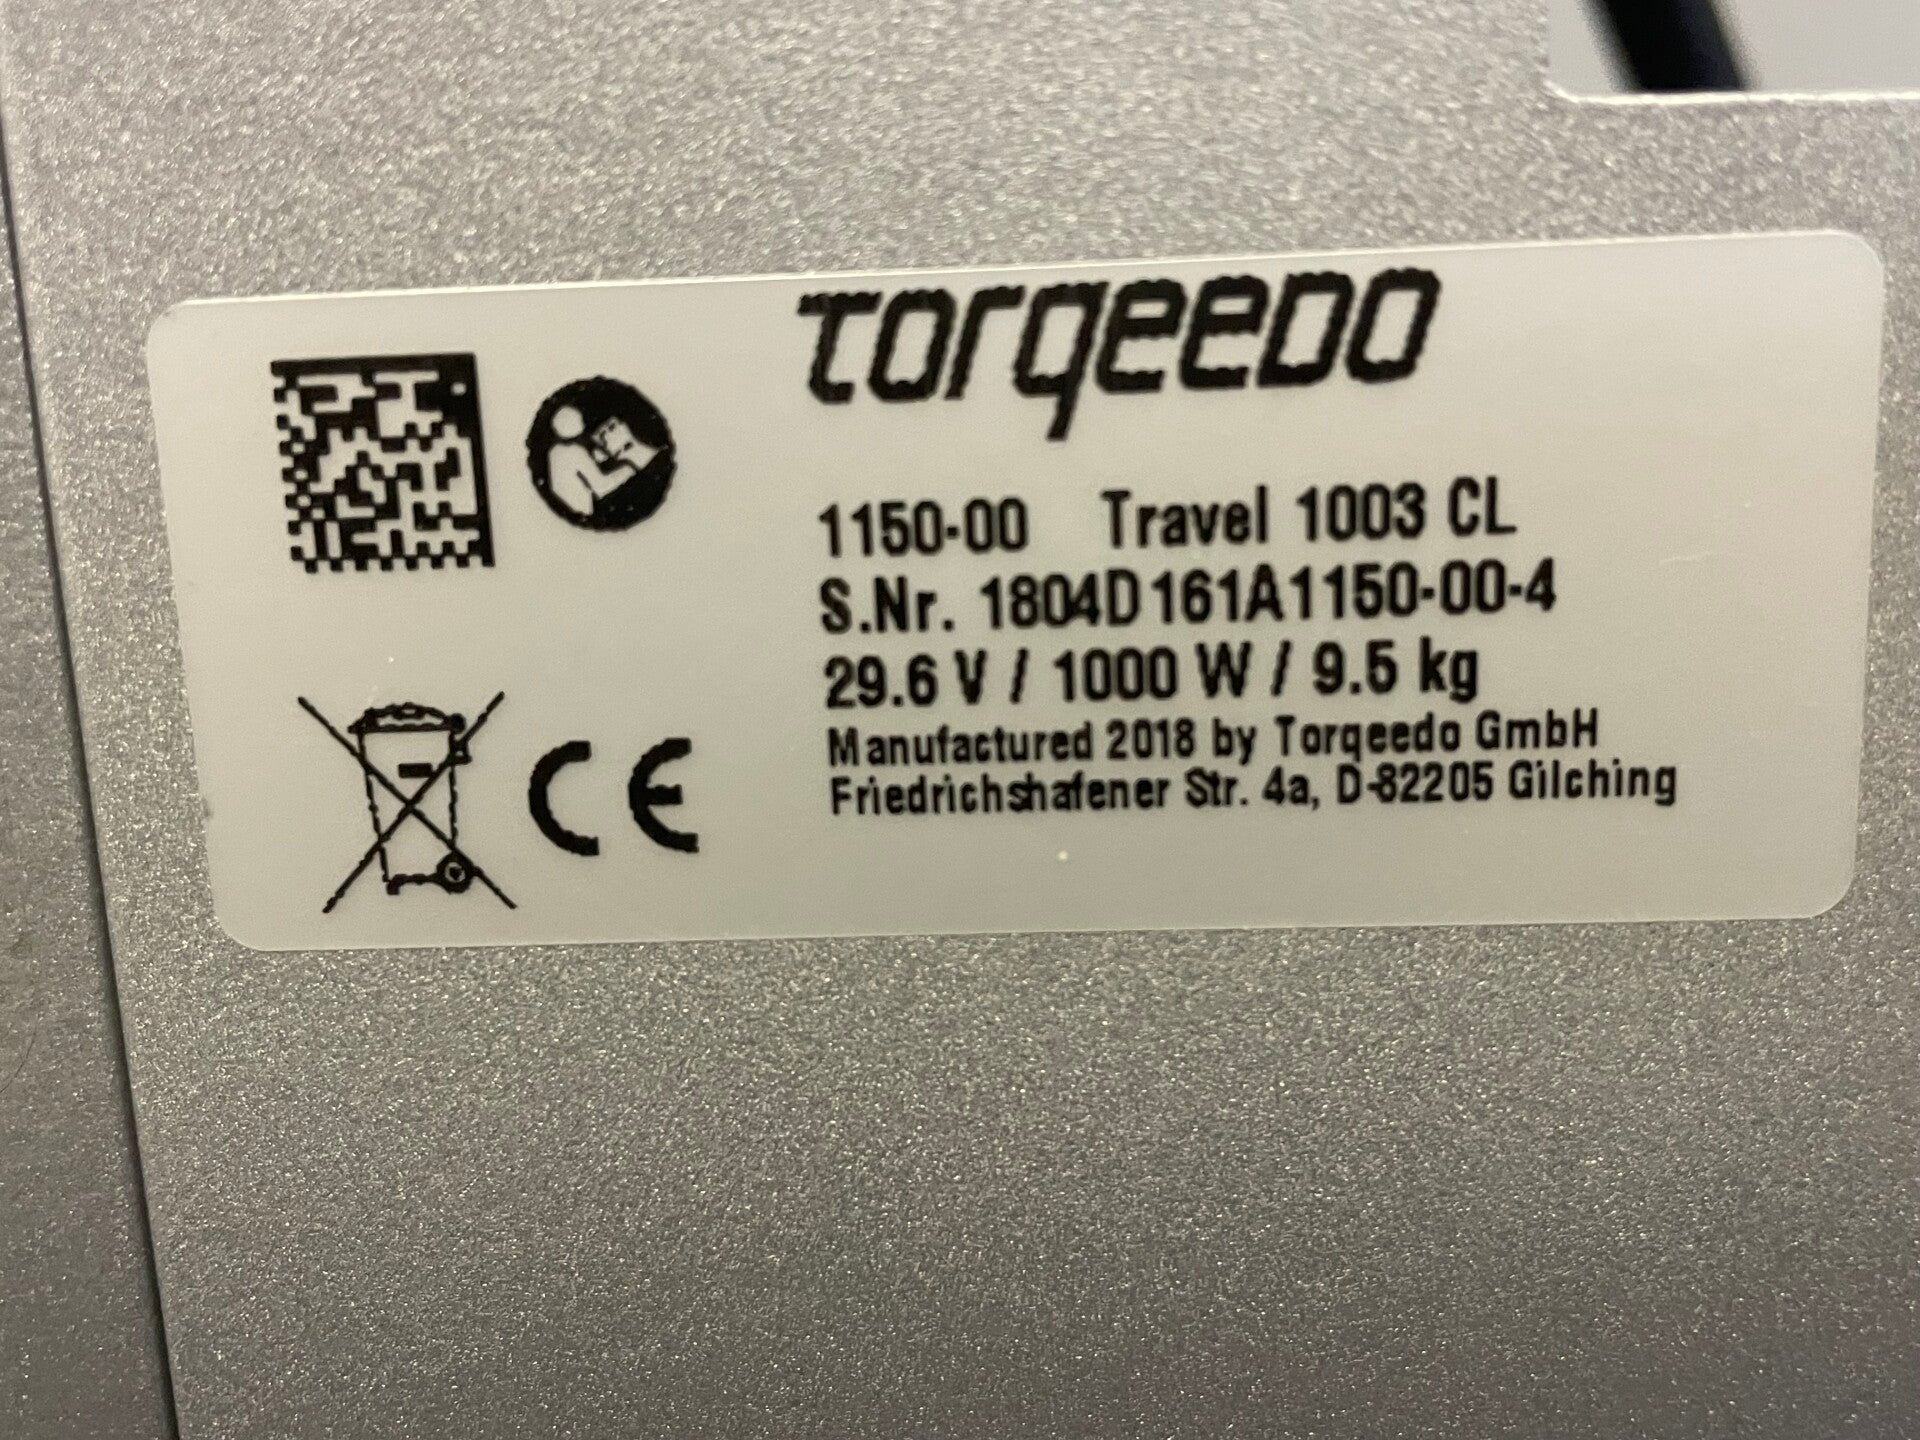 torqeedo
1150-00 Travel 1003 CL
S.Nr. 1804D161A1150-00-4
29.6 V / 1000 W / 9.5 kg
Manufactured 2018 by Torqeedo GmbH
Friedrichshafener Str. 4a, D-82205 Gilching
CE